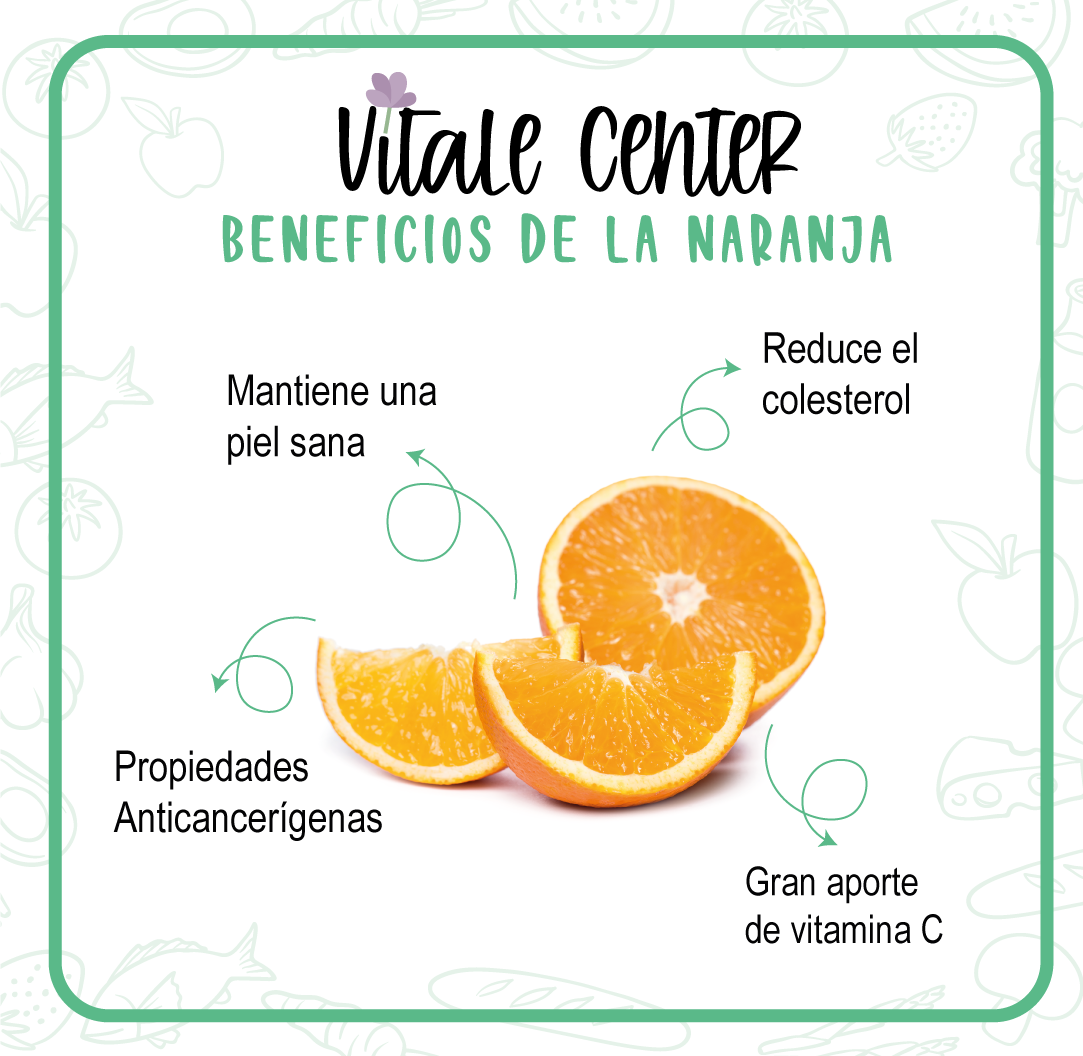 Vitale Center
BENEFICIOS DE LA NARANJA
Reduce el
colesterol
Mantiene una
piel sana
Propiedades
Anticancerígenas
Gran aporte
de vitamina C